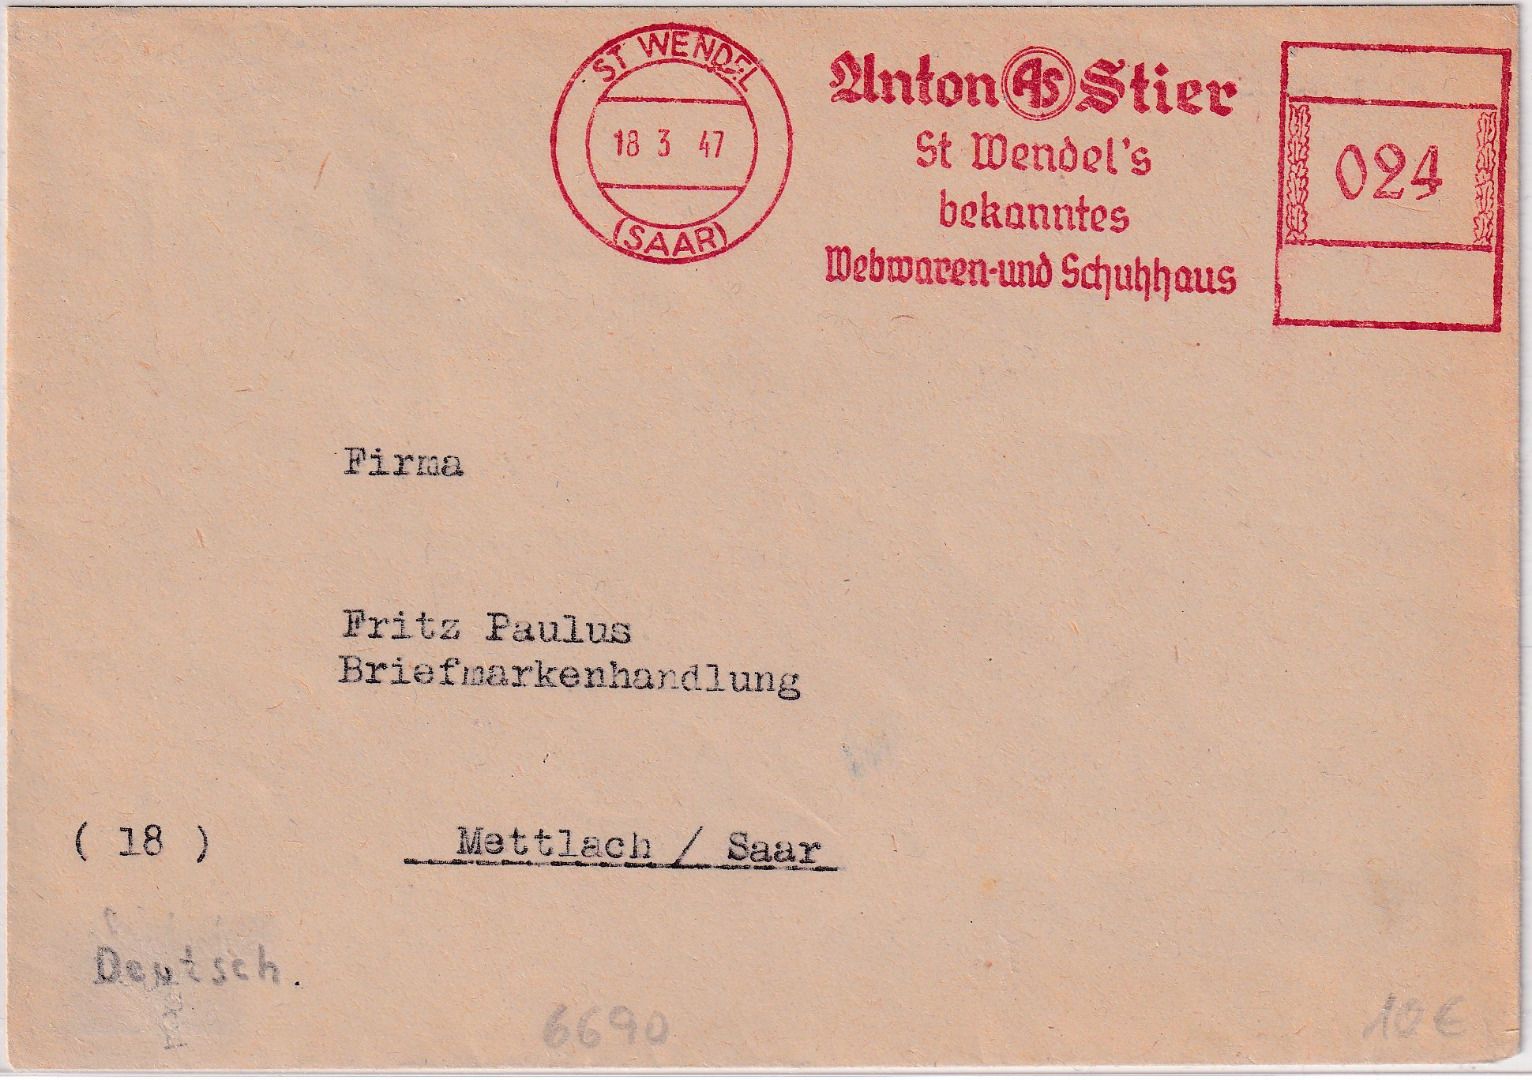 ST WENDEL
18 3 47
(SAAR)
Anton AS Stier
St Wendel's
bekanntes
Webwaren-und Schuhhaus
024
Firma
Fritz Paulus
Briefmarkenhandlung
( 18 ) Mettlach / Saar
Deutsch.
6690
10€